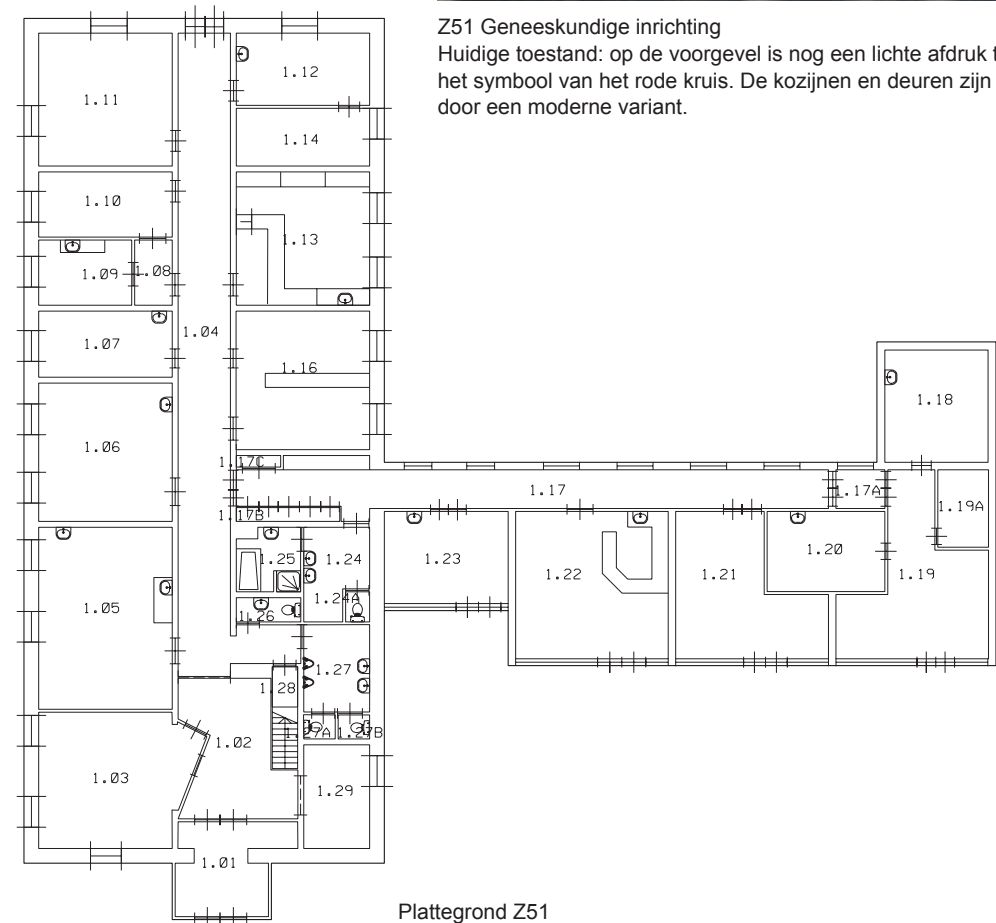 Z51 Geneeskundige inrichting
Huidige toestand: op de voorgevel is nog een lichte afdruk
het symbool van het rode kruis. De kozijnen en deuren zijn
door een moderne variant.
1.12
1.11
1.14
1.10
1.13
1.09
1.08
1.04
1.07
1.16
1.18
1.06
1.17C
1.17
1.17A
1.19A
1.17B
1.25
1.24
1.23
1.20
1.22
1.21
1.19
1.05
1.24A
1.26
1.27
1.28
1.02
1.27A
1.27B
1.03
1.29
1.01
Plattegrond Z51